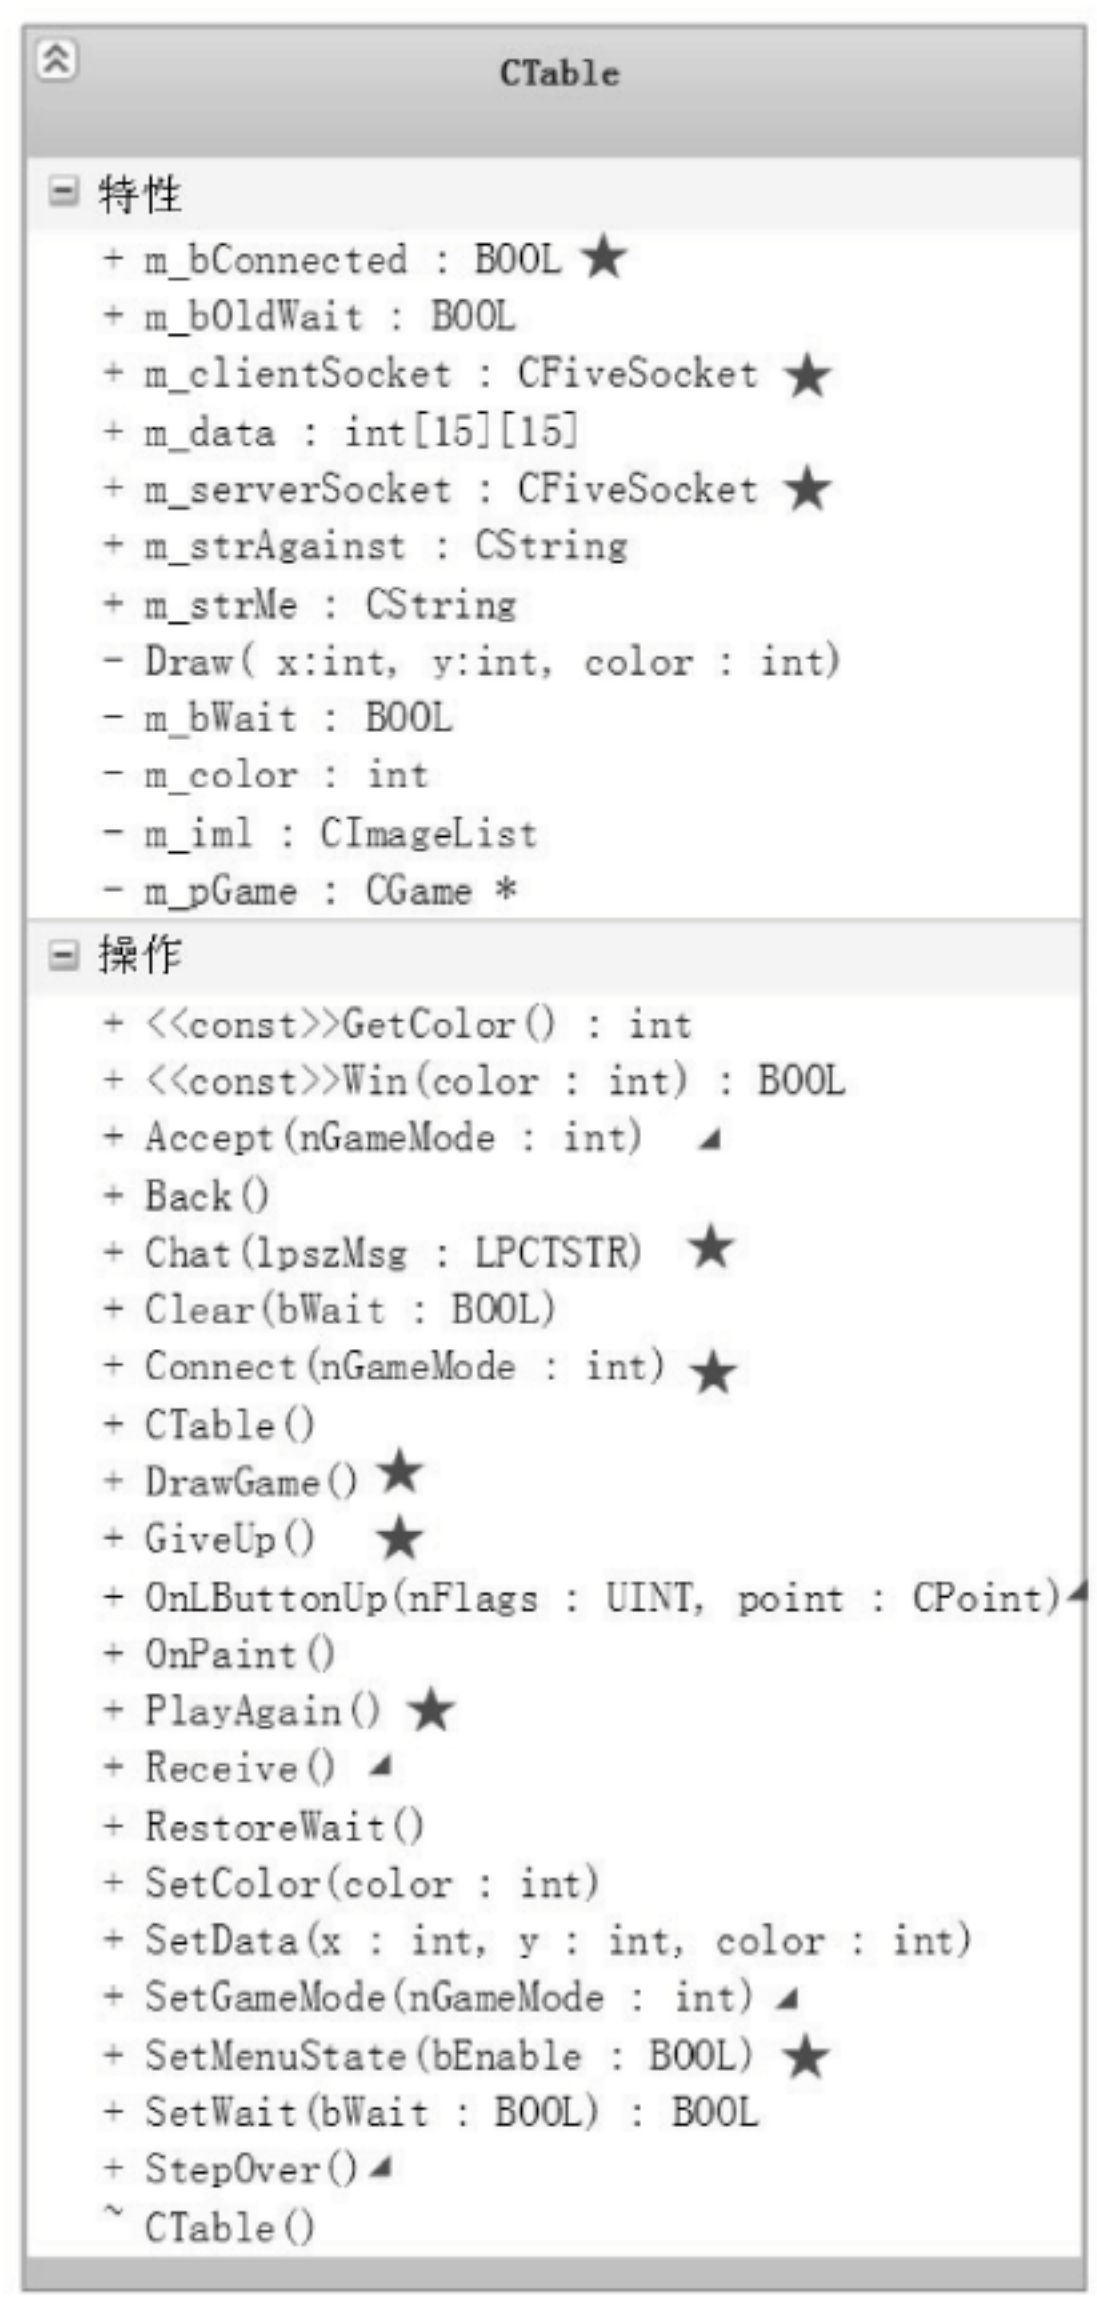 CTable
特性
+ m_bConnected : BOOL ★
+ m_bOldWait : BOOL
+ m_clientSocket : CFiveSocket ★
+ m_data : int[15][15]
+ m_serverSocket : CFiveSocket ★
+ m_strAgainst : CString
+ m_strMe : CString
- Draw( x:int, y:int, color : int)
- m_bWait : BOOL
- m_color : int
- m_iml : CImageList
- m_pGame : CGame *
操作
+ <<const>>GetColor() : int
+ <<const>>Win(color : int) : BOOL
+ Accept(nGameMode : int) ◢
+ Back()
+ Chat(lpszMsg : LPCTSTR) ★
+ Clear(bWait : BOOL)
+ Connect(nGameMode : int) ★
+ CTable()
+ DrawGame() ★
+ GiveUp() ★
+ OnLButtonUp(nFlags : UINT, point : CPoint)◢
+ OnPaint()
+ PlayAgain() ★
+ Receive() ◢
+ RestoreWait()
+ SetColor(color : int)
+ SetData(x : int, y : int, color : int)
+ SetGameMode(nGameMode : int) ◢
+ SetMenuState(bEnable : BOOL) ★
+ SetWait(bWait : BOOL) : BOOL
+ StepOver()◢
~ CTable()